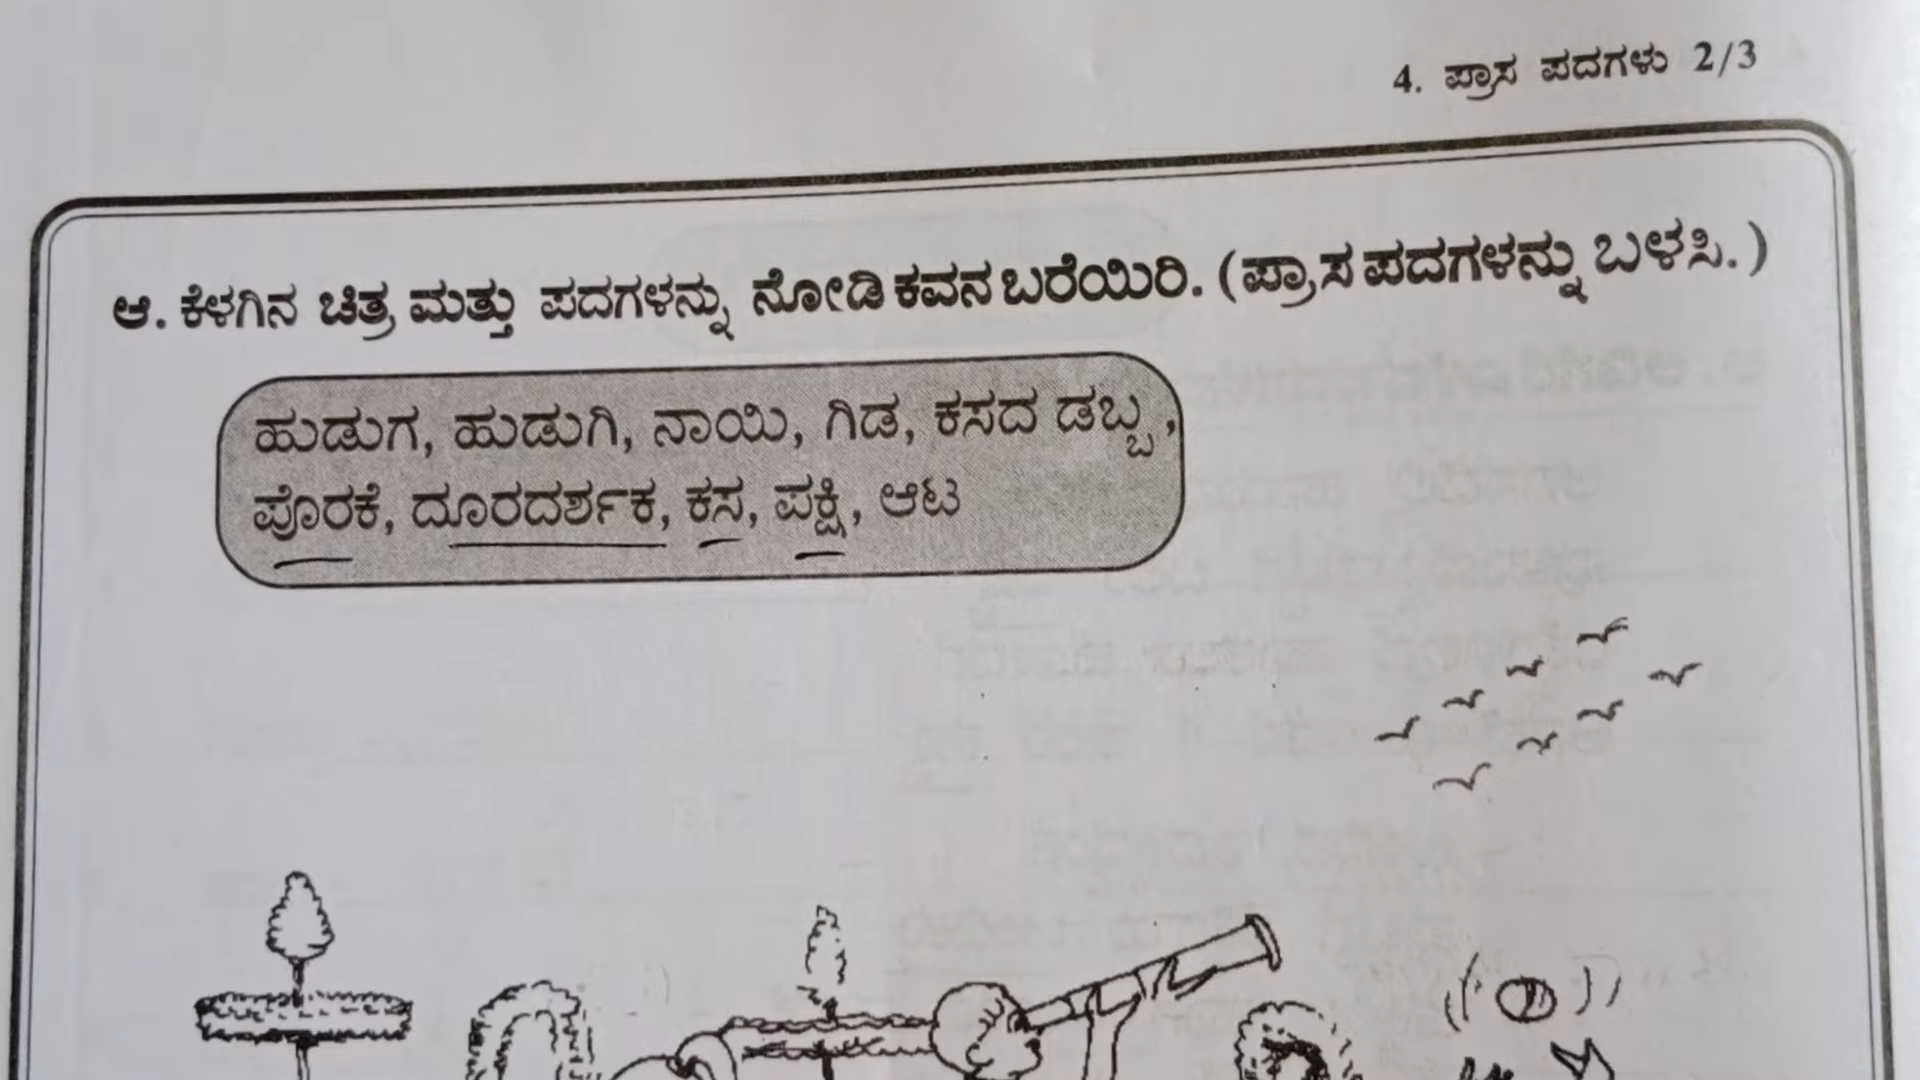 4. ಪ್ರಾಸ ಪದಗಳು 2/3
ಆ. ಕೆಳಗಿನ ಚಿತ್ರ ಮತ್ತು ಪದಗಳನ್ನು ನೋಡಿ ಕವನ ಬರೆಯಿರಿ. (ಪ್ರಾಸ ಪದಗಳನ್ನು ಬಳಸಿ.)
ಹುಡುಗ, ಹುಡುಗಿ, ನಾಯಿ, ಗಿಡ, ಕಸದ ಡಬ್ಬ,
ಪೊರಕೆ, ದೂರದರ್ಶಕ, ಕಸ, ಪಕ್ಷಿ, ಆಟ